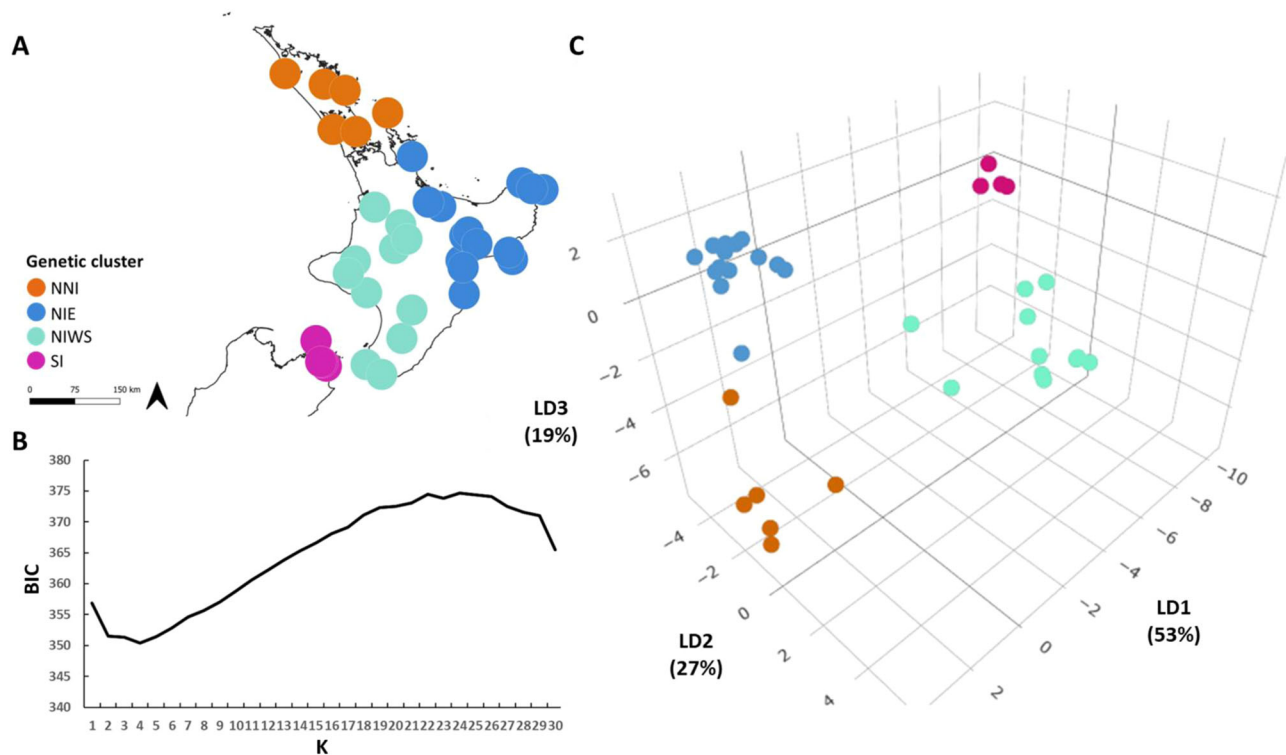 A
Genetic cluster
NNI
NIE
NIWS
SI
0 75 150 km
B
380
375
370
365
360
355
350
345
340
BIC
1 2 3 4 5 6 7 8 9 10 11 12 13 14 15 16 17 18 19 20 21 22 23 24 25 26 27 28 29 30
K
C
2
0
−2
−4
−6
LD3
(19%)
−4
−2
0
2
4
LD2
(27%)
−10
−8
−6
−4
−2
0
2
LD1
(53%)